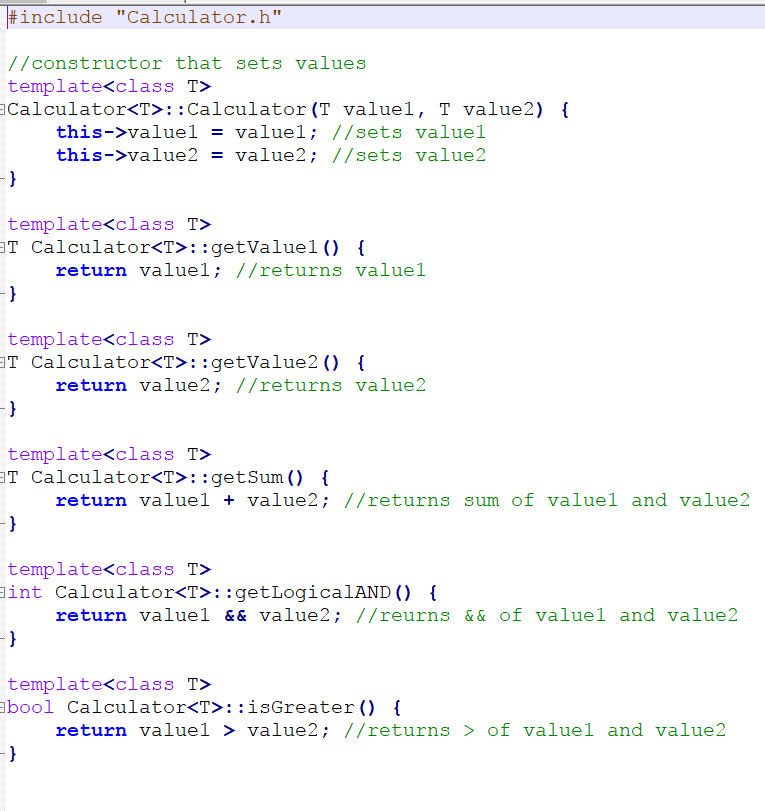 #include "Calculator.h"
//constructor that sets values
template<class T>
Calculator<T>::Calculator(T value1, T value2) {
    this->value1 = value1; //sets value1
    this->value2 = value2; //sets value2
}
template<class T>
T Calculator<T>::getValue1() {
    return value1; //returns value1
}
template<class T>
T Calculator<T>::getValue2() {
    return value2; //returns value2
}
template<class T>
T Calculator<T>::getSum() {
    return value1 + value2; //returns sum of value1 and value2
}
template<class T>
int Calculator<T>::getLogicalAND() {
    return value1 && value2; //reurns && of value1 and value2
}
template<class T>
bool Calculator<T>::isGreater() {
    return value1 > value2; //returns > of value1 and value2
}